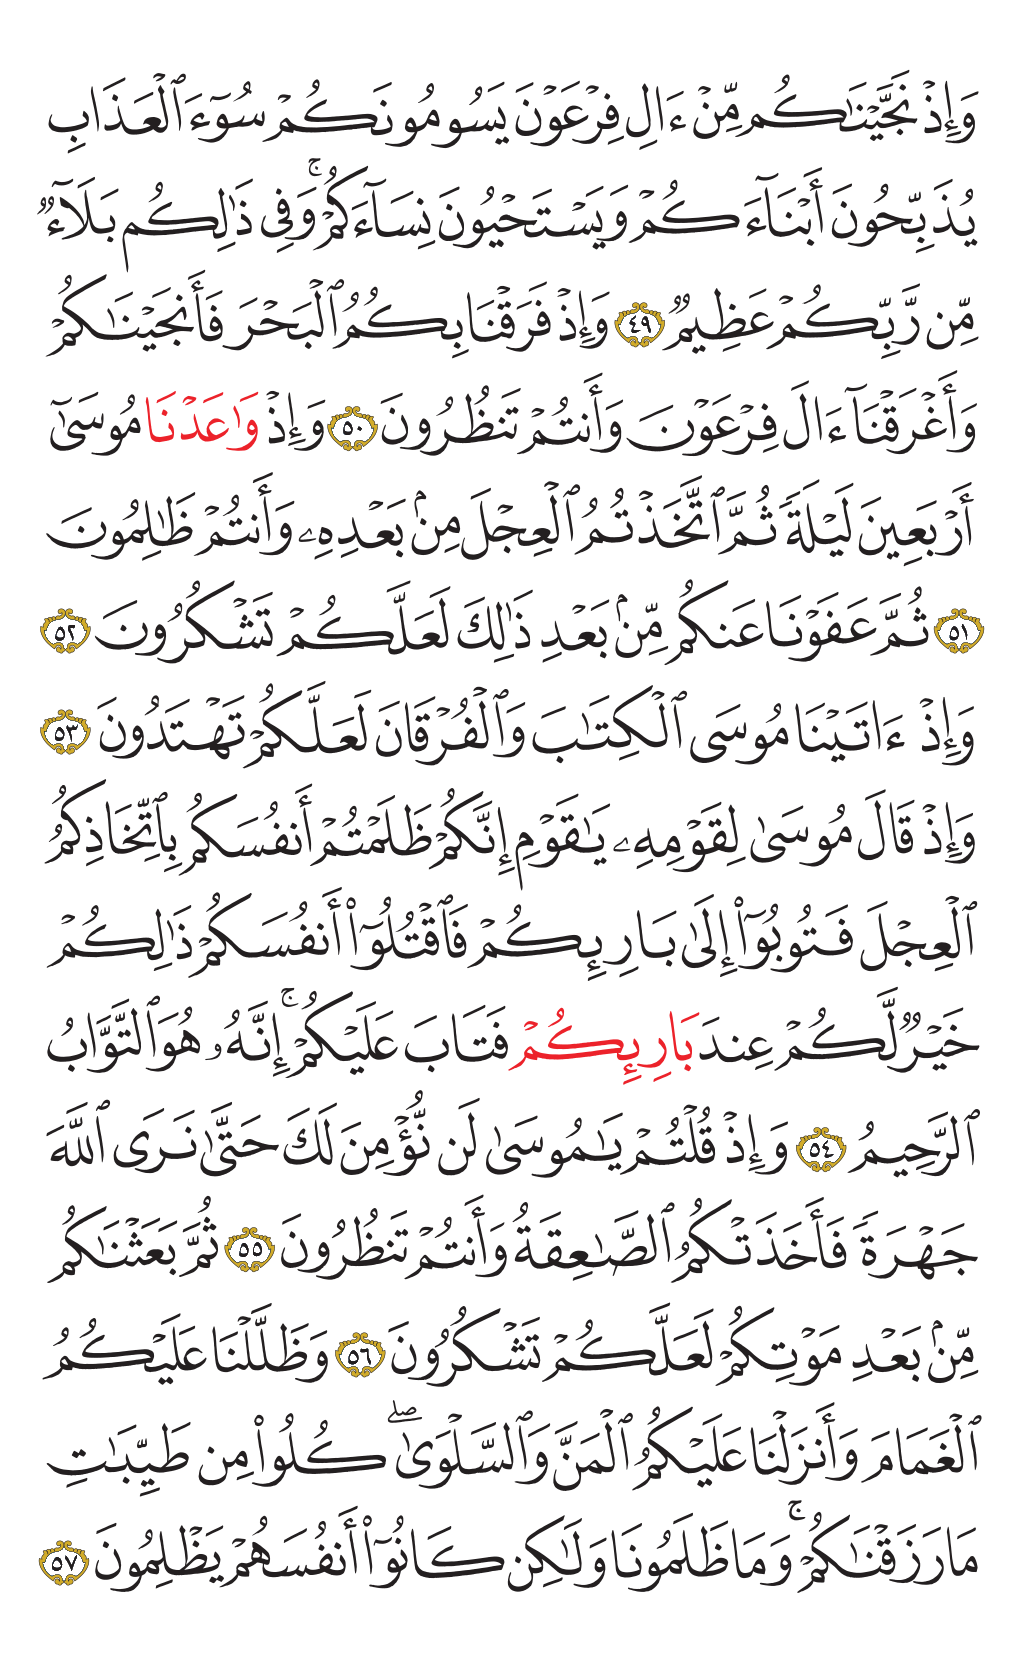 وَإِذْ نَجَّيْنَٰكُم مِّنْ ءَالِ فِرْعَوْنَ يَسُومُونَكُمْ سُوٓءَ ٱلْعَذَابِ
يُذَبِّحُونَ أَبْنَآءَكُمْ وَيَسْتَحْيُونَ نِسَآءَكُمْ ۚ وَفِى ذَٰلِكُم بَلَآءٌ
مِّن رَّبِّكُمْ عَظِيمٌ ٤٩ وَإِذْ فَرَقْنَا بِكُمُ ٱلْبَحْرَ فَأَنجَيْنَٰكُمْ
وَأَغْرَقْنَآ ءَالَ فِرْعَوْنَ وَأَنتُمْ تَنظُرُونَ ٥٠ وَإِذْ وَٰعَدْنَا مُوسَىٰٓ
أَرْبَعِينَ لَيْلَةً ثُمَّ ٱتَّخَذْتُمُ ٱلْعِجْلَ مِنۢ بَعْدِهِۦ وَأَنتُمْ ظَٰلِمُونَ
٥١ ثُمَّ عَفَوْنَا عَنكُم مِّنۢ بَعْدِ ذَٰلِكَ لَعَلَّكُمْ تَشْكُرُونَ ٥٢
وَإِذْ ءَاتَيْنَا مُوسَى ٱلْكِتَٰبَ وَٱلْفُرْقَانَ لَعَلَّكُمْ تَهْتَدُونَ ٥٣
وَإِذْ قَالَ مُوسَىٰ لِقَوْمِهِۦ يَٰقَوْمِ إِنَّكُمْ ظَلَمْتُمْ أَنفُسَكُم بِٱتِّخَاذِكُمُ
ٱلْعِجْلَ فَتُوبُوٓا۟ إِلَىٰ بَارِئِكُمْ فَٱقْتُلُوٓا۟ أَنفُسَكُمْ ذَٰلِكُمْ
خَيْرٌ لَّكُمْ عِندَ بَارِئِكُمْ فَتَابَ عَلَيْكُمْ ۚ إِنَّهُۥ هُوَ ٱلتَّوَّابُ
ٱلرَّحِيمُ ٥٤ وَإِذْ قُلْتُمْ يَٰمُوسَىٰ لَن نُّؤْمِنَ لَكَ حَتَّىٰ نَرَى ٱللَّهَ
جَهْرَةً فَأَخَذَتْكُمُ ٱلصَّٰعِقَةُ وَأَنتُمْ تَنظُرُونَ ٥٥ ثُمَّ بَعَثْنَٰكُم
مِّنۢ بَعْدِ مَوْتِكُمْ لَعَلَّكُمْ تَشْكُرُونَ ٥٦ وَظَلَّلْنَا عَلَيْكُمُ
ٱلْغَمَامَ وَأَنزَلْنَا عَلَيْكُمُ ٱلْمَنَّ وَٱلسَّلْوَىٰ ۖ كُلُوا۟ مِن طَيِّبَٰتِ
مَا رَزَقْنَٰكُمْ ۚ وَمَا ظَلَمُونَا وَلَٰكِن كَانُوٓا۟ أَنفُسَهُمْ يَظْلِمُونَ ٥٧